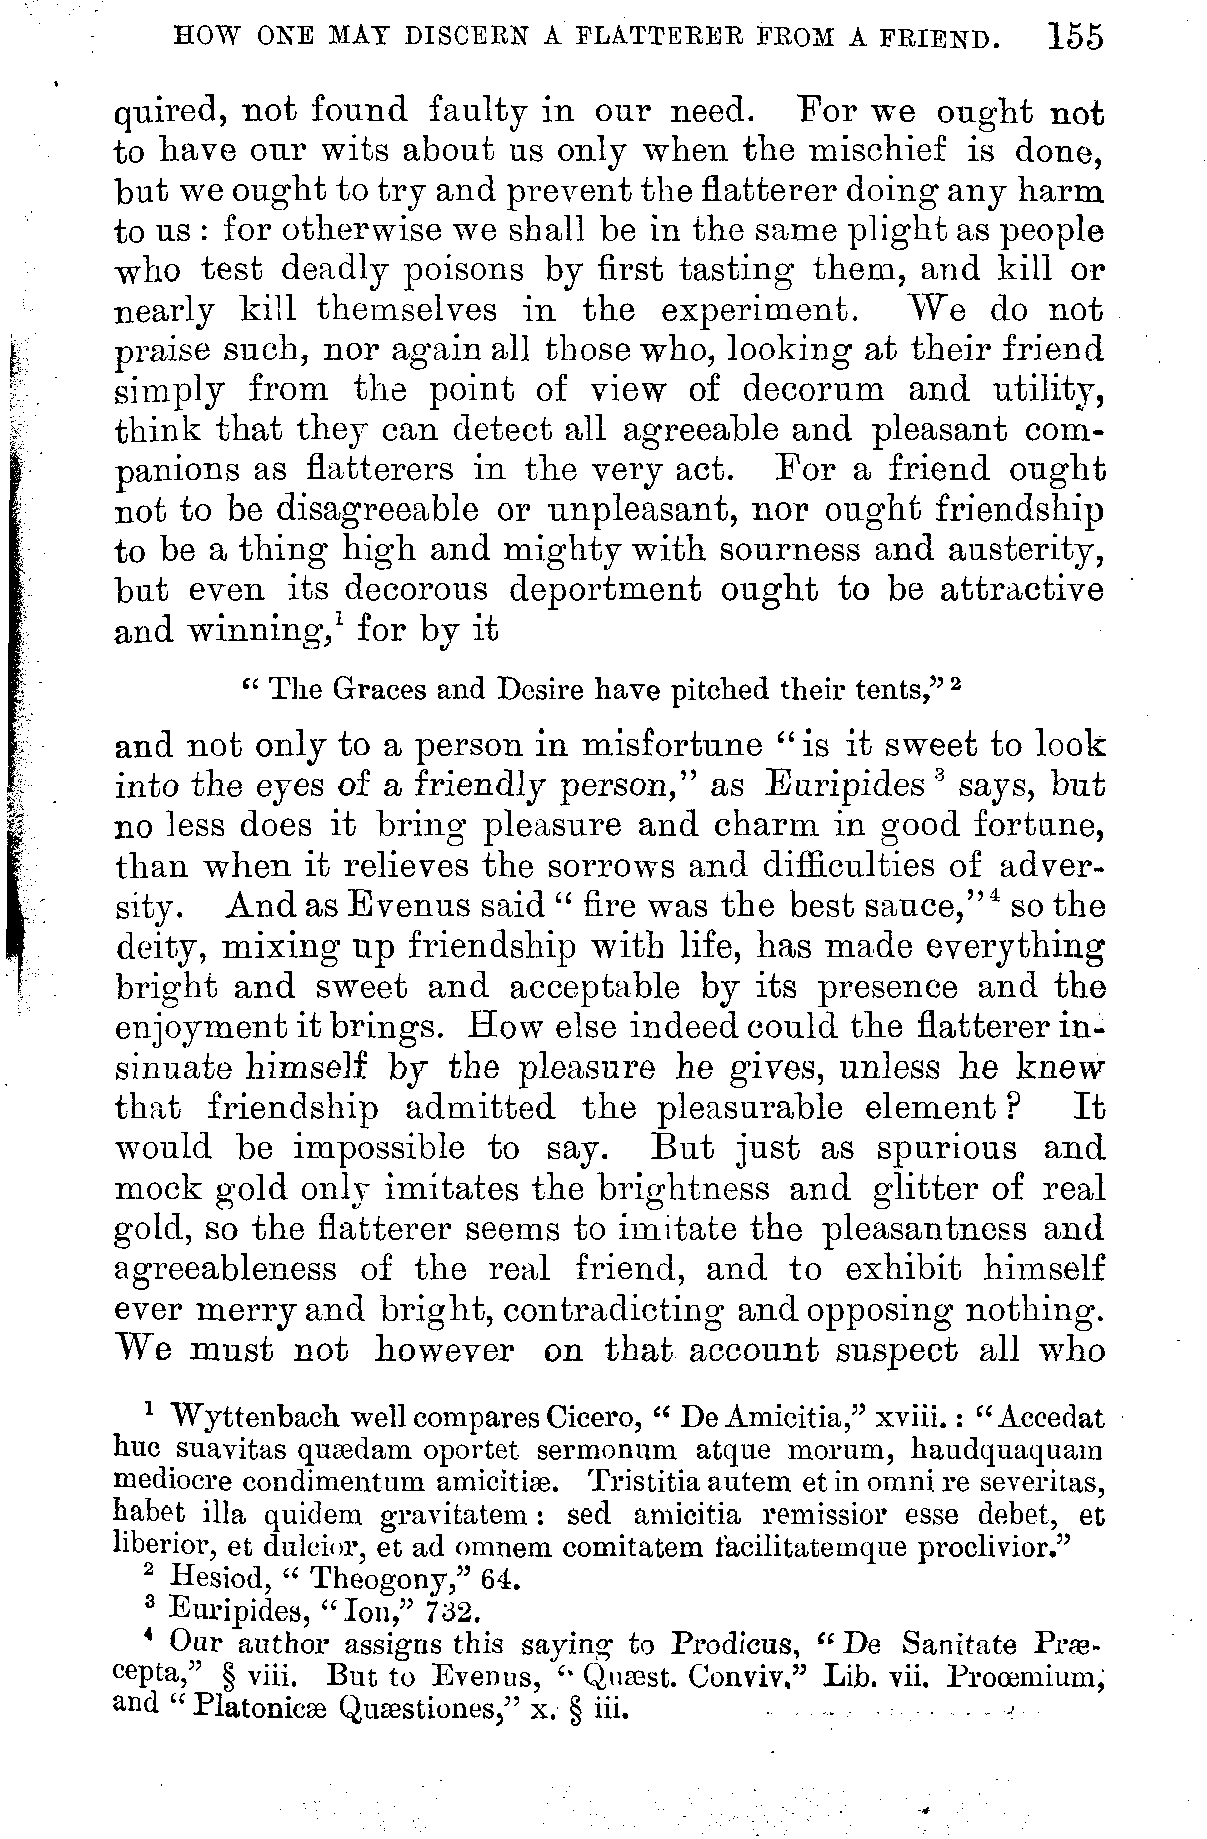 HOW ONE MAY DISCERN A FLATTERER FROM A FRIEND. 155
quired, not found faulty in our need. For we ought not
to have our wits about us only when the mischief is done,
but we ought to try and prevent the flatterer doing any harm
to us : for otherwise we shall be in the same plight as people
who test deadly poisons by first tasting them, and kill or
nearly kill themselves in the experiment. We do not
praise such, nor again all those who, looking at their friend
simply from the point of view of decorum and utility,
think that they can detect all agreeable and pleasant com-
panions as flatterers in the very act. For a friend ought
not to be disagreeable or unpleasant, nor ought friendship
to be a thing high and mighty with sourness and austerity,
but even its decorous deportment ought to be attractive
and winning,¹ for by it
“ The Graces and Desire have pitched their tents,” ²
and not only to a person in misfortune “ is it sweet to look
into the eyes of a friendly person,” as Euripides ³ says, but
no less does it bring pleasure and charm in good fortune,
than when it relieves the sorrows and difficulties of adver-
sity. And as Evenus said “ fire was the best sauce,” ⁴ so the
deity, mixing up friendship with life, has made everything
bright and sweet and acceptable by its presence and the
enjoyment it brings. How else indeed could the flatterer in-
sinuate himself by the pleasure he gives, unless he knew
that friendship admitted the pleasurable element ? It
would be impossible to say. But just as spurious and
mock gold only imitates the brightness and glitter of real
gold, so the flatterer seems to imitate the pleasantness and
agreeableness of the real friend, and to exhibit himself
ever merry and bright, contradicting and opposing nothing.
We must not however on that account suspect all who
¹ Wyttenbach well compares Cicero, “ De Amicitia,” xviii. : “ Accedat
huc suavitas quædam oportet sermonum atque morum, haudquaquam
mediocre condimentum amicitiæ. Tristitia autem et in omni re severitas,
habet illa quidem gravitatem : sed amicitia remissior esse debet, et
liberior, et dulcior, et ad omnem comitatem facilitatemque proclivior.”
² Hesiod, “ Theogony,” 64.
³ Euripides, “ Ion,” 732.
⁴ Our author assigns this saying to Prodicus, “ De Sanitate Præ-
cepta,” § viii. But to Evenus, “ Quæst. Conviv.” Lib. vii. Proœmium,
and “ Platonicæ Quæstiones,” x. § iii.